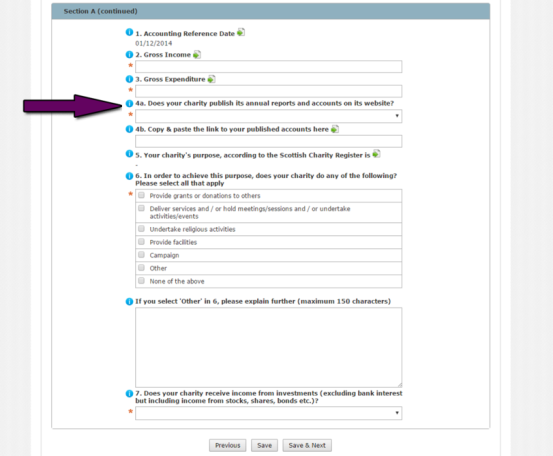 Section A (continued)
1. Accounting Reference Date
01/12/2014
2. Gross Income
*
3. Gross Expenditure
*
4a. Does your charity publish its annual reports and accounts on its website?
*
4b. Copy & paste the link to your published accounts here
5. Your charity's purpose, according to the Scottish Charity Register is
-
6. In order to achieve this purpose, does your charity do any of the following?
Please select all that apply
* Provide grants or donations to others
Deliver services and / or hold meetings/sessions and / or undertake
activities/events
Undertake religious activities
Provide facilities
Campaign
Other
None of the above
If you select 'Other' in 6, please explain further (maximum 150 characters)
7. Does your charity receive income from investments (excluding bank interest
but including income from stocks, shares, bonds etc.)?
*
Previous Save Save & Next